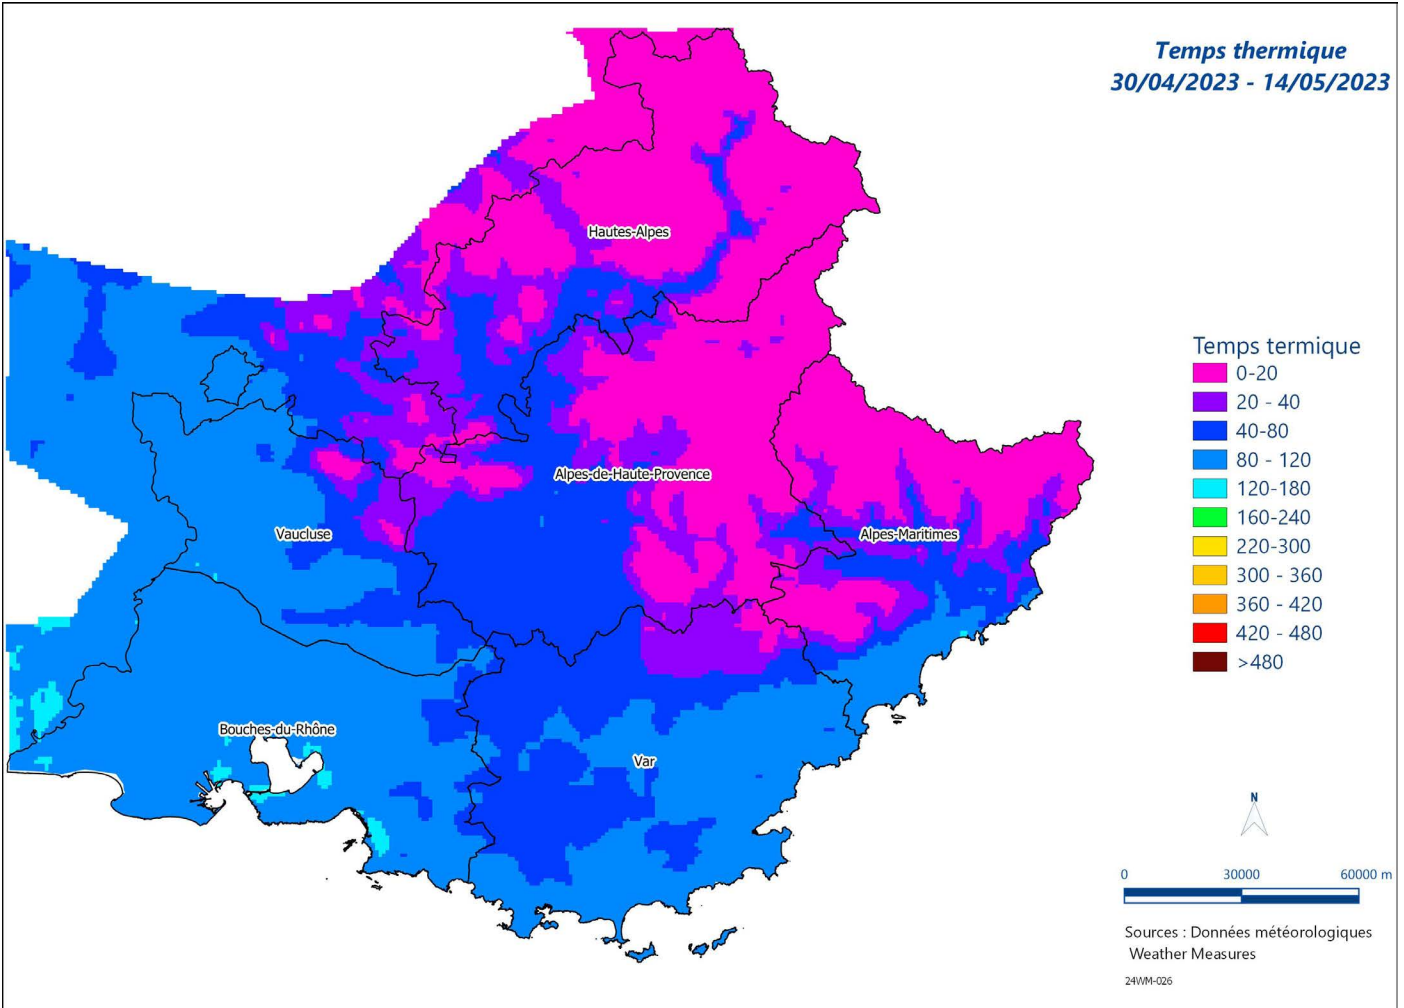 Temps thermique
30/04/2023 - 14/05/2023
Hautes-Alpes
Temps termique
0-20
20 - 40
40-80
80 - 120
120-180
160-240
220-300
300 - 360
360 - 420
420 - 480
>480
Alpes-de-Haute-Provence
Vaucluse
Alpes-Maritimes
Bouches-du-Rhône
Var
N
0 30000 60000 m
Sources : Données météorologiques
Weather Measures
24WM-026